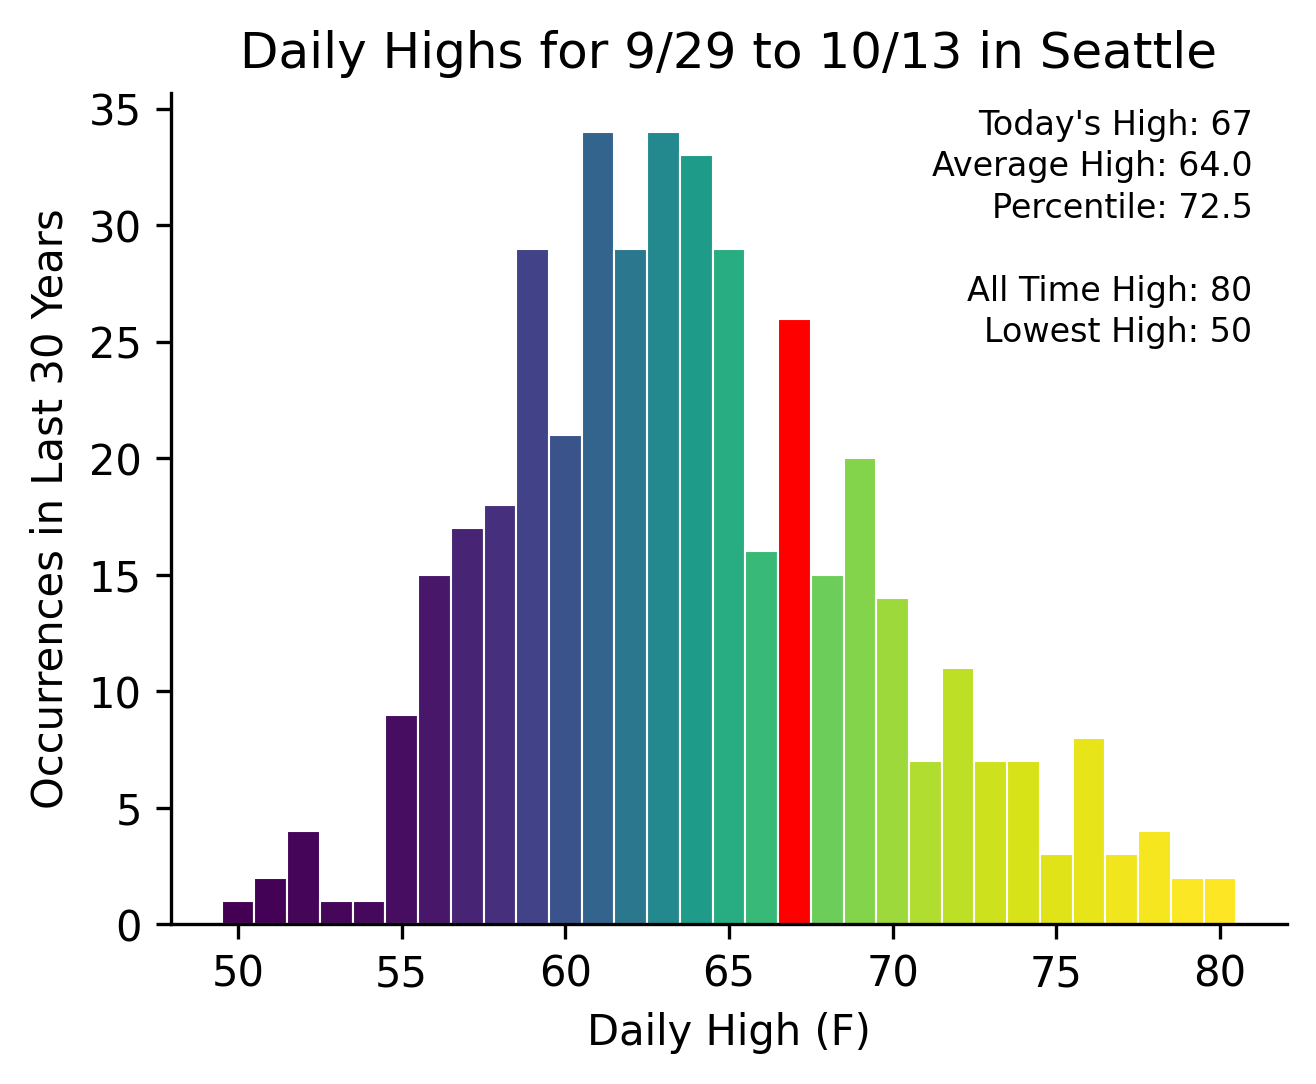 Daily Highs for 9/29 to 10/13 in Seattle
Today's High: 67
Average High: 64.0
Percentile: 72.5
All Time High: 80
Lowest High: 50
Occurrences in Last 30 Years
35
30
25
20
15
10
5
0
50 55 60 65 70 75 80
Daily High (F)